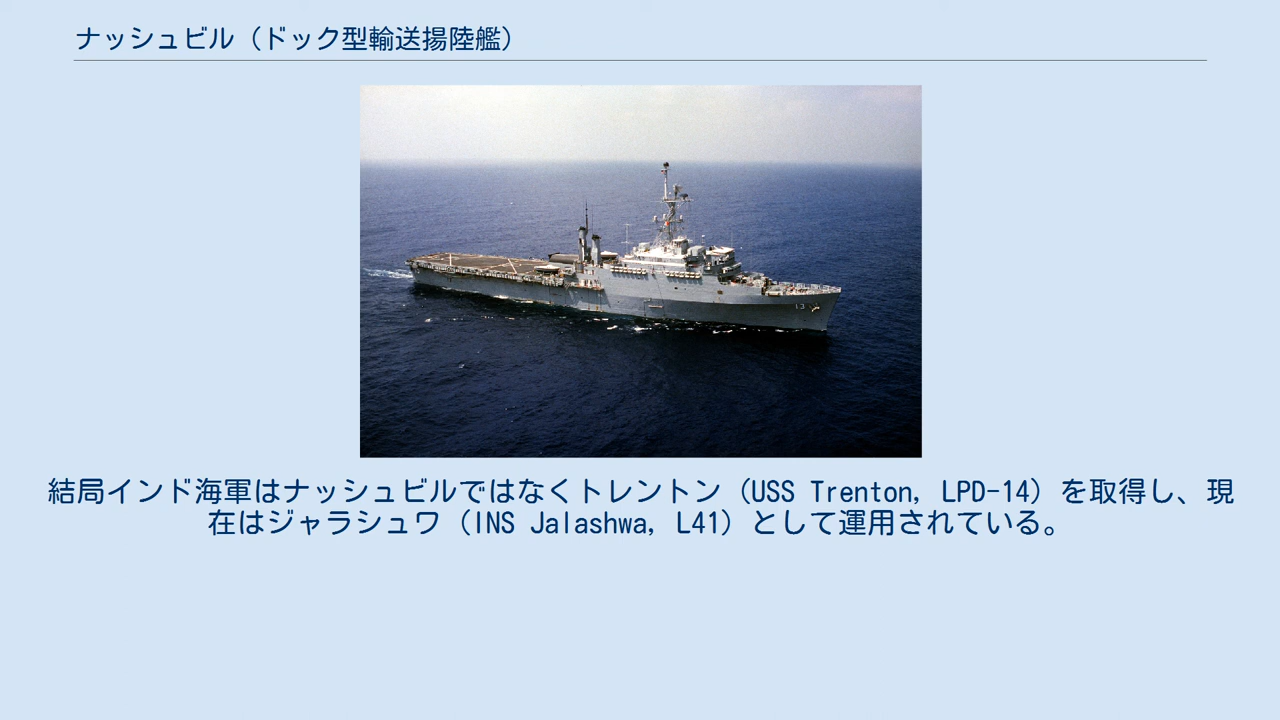 ナッシュビル（ドック型輸送揚陸艦）
13
結局インド海軍はナッシュビルではなくトレントン（USS Trenton, LPD-14）を取得し、現
在はジャラシュワ（INS Jalashwa, L41）として運用されている。